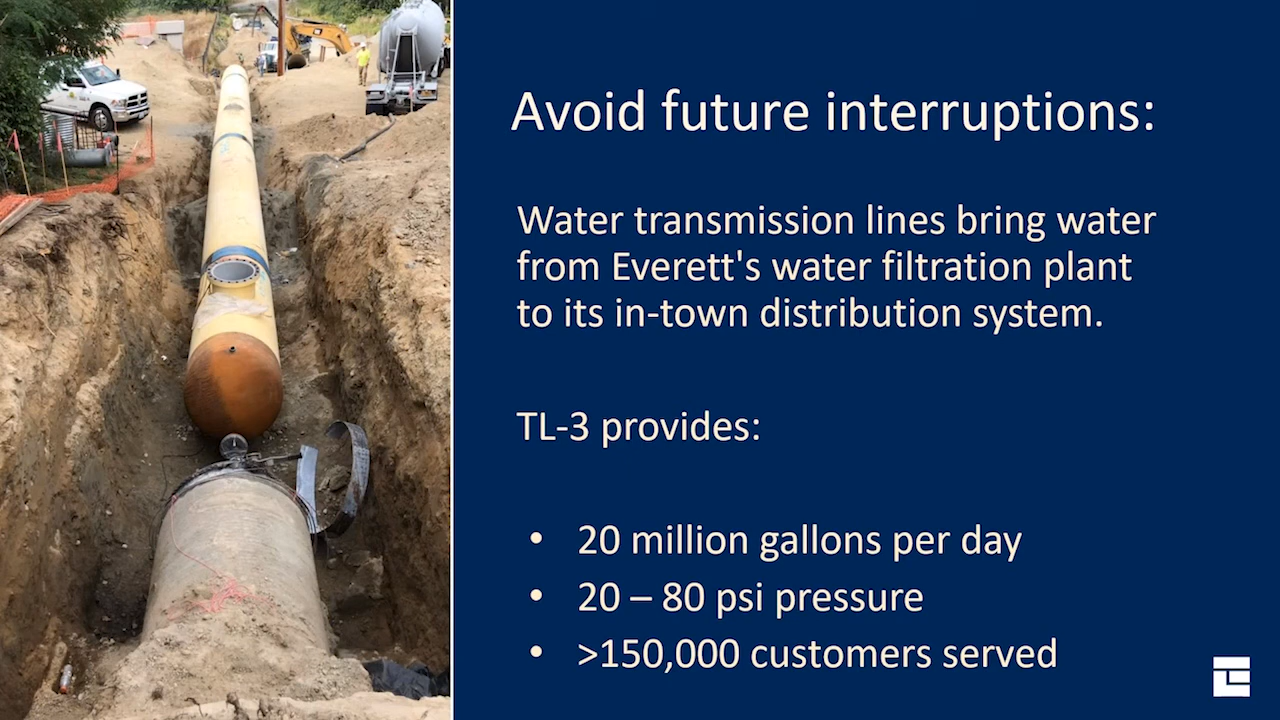 Avoid future interruptions:
Water transmission lines bring water
from Everett's water filtration plant
to its in-town distribution system.
TL-3 provides:
• 20 million gallons per day
• 20 – 80 psi pressure
• >150,000 customers served